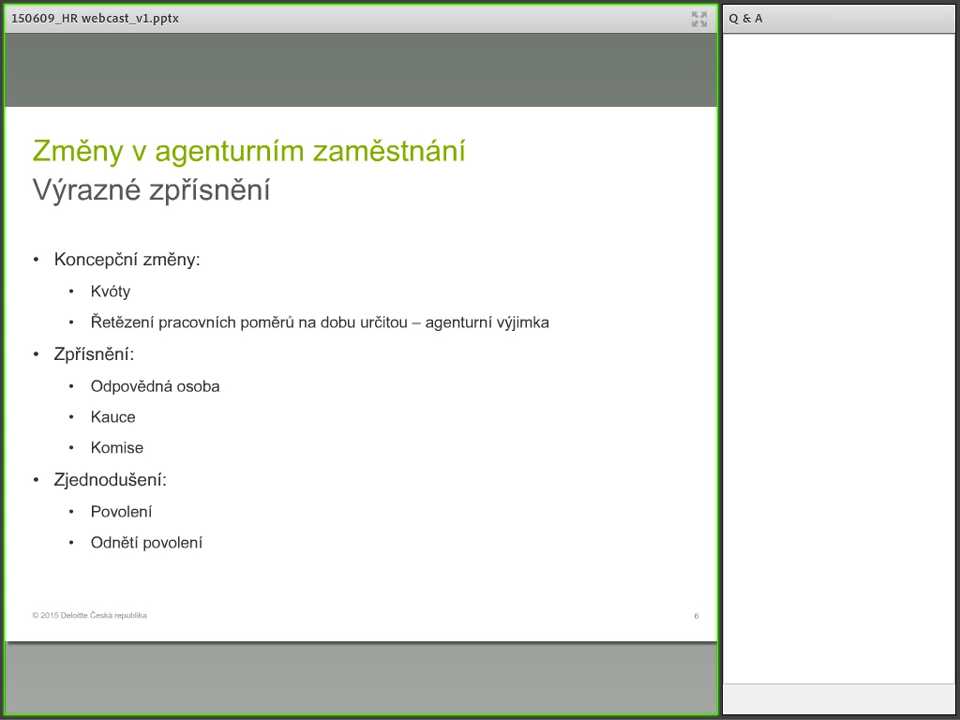 150609_HR webcast_v1.pptx
Q & A
Změny v agenturním zaměstnání
Výrazné zpřísnění
• Koncepční změny:
• Kvóty
• Řetězení pracovních poměrů na dobu určitou – agenturní výjimka
• Zpřísnění:
• Odpovědná osoba
• Kauce
• Komise
• Zjednodušení:
• Povolení
• Odnětí povolení
© 2015 Deloitte Česká republika
6